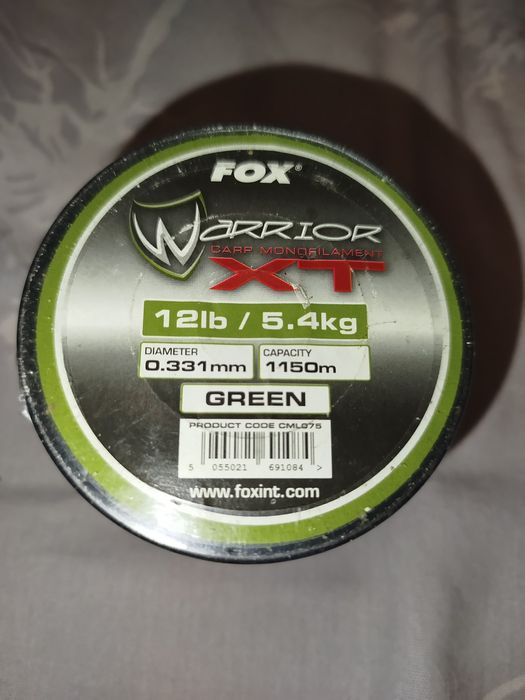 FOX®
WARRIOR
CARP MONOFILAMENT
XT
12lb / 5.4kg
DIAMETER
0.331mm
CAPACITY
1150m
GREEN
PRODUCT CODE CML075
5 055021 691084 >
www.foxint.com